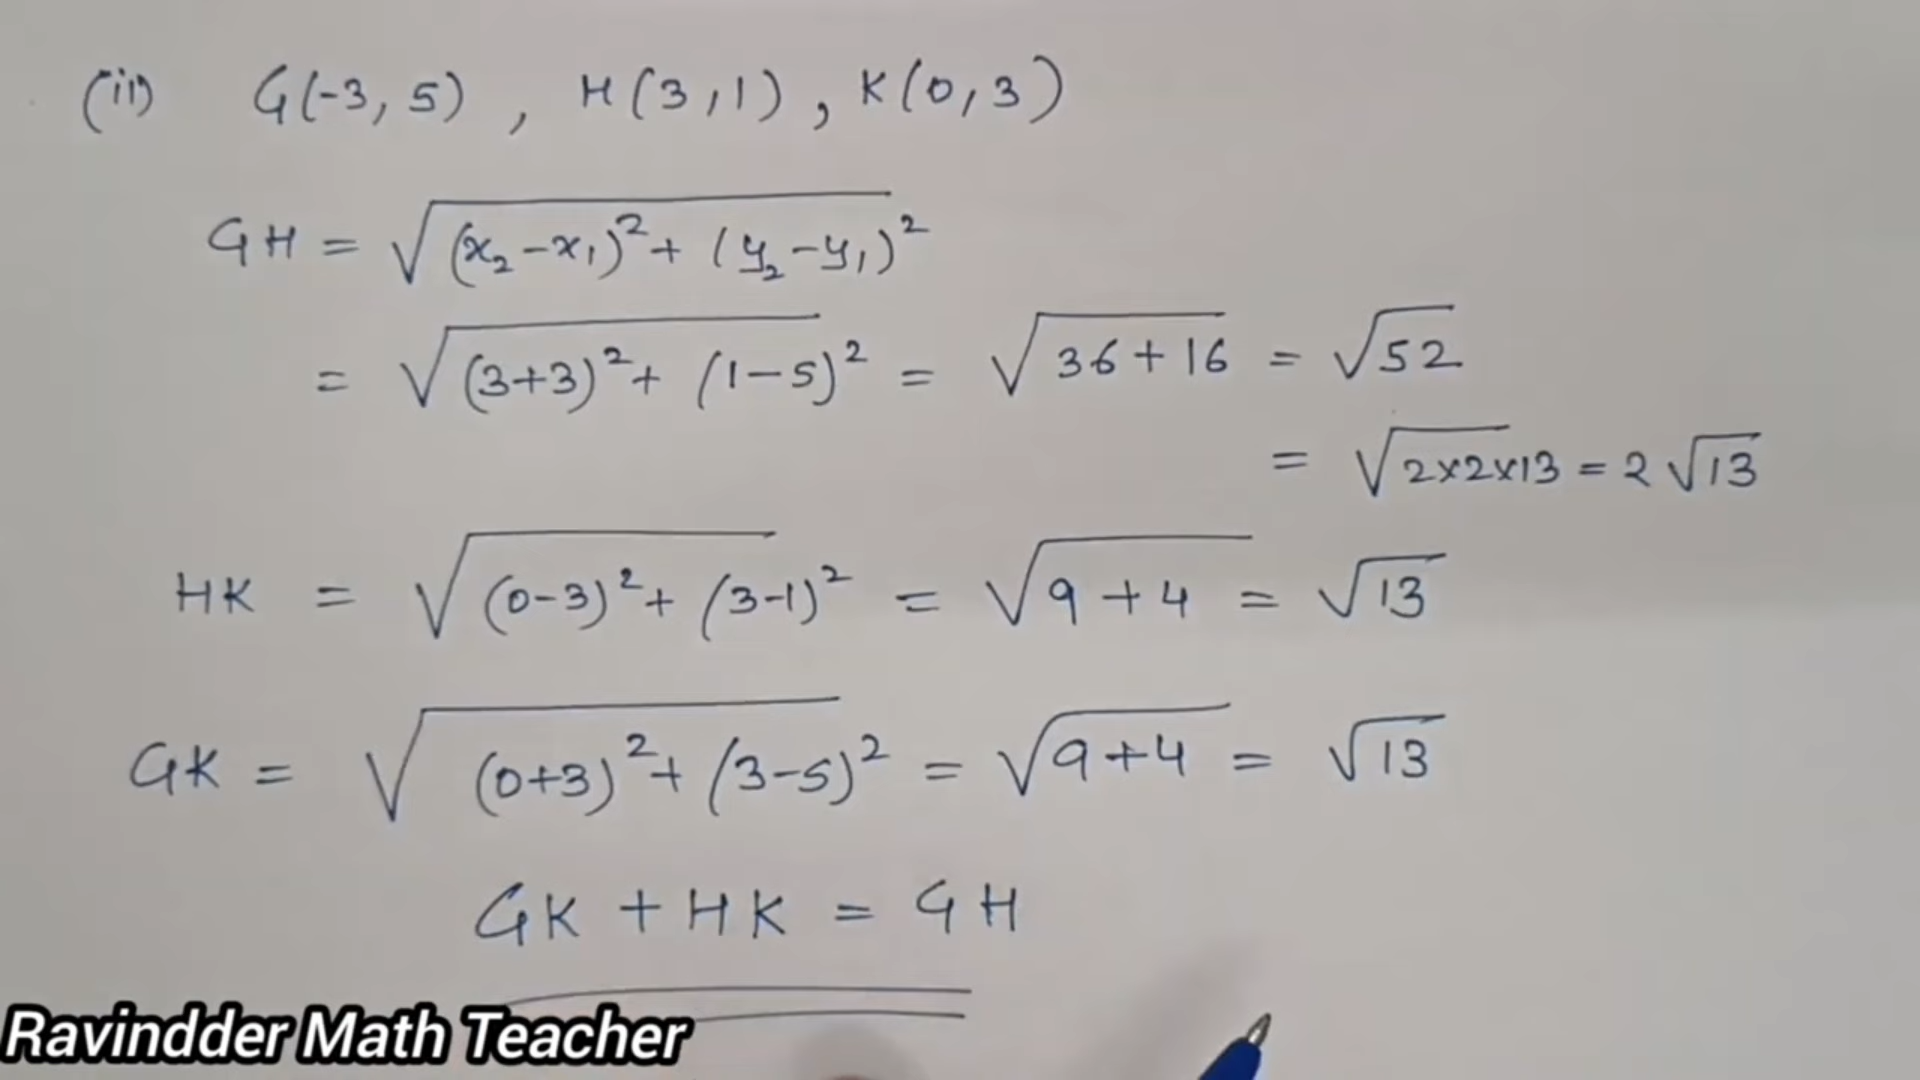 (ii) G(-3, 5) , H(3,1) , K(0,3)
GH = √(x₂-x₁)² + (y₂-y₁)²
= √(3+3)² + (1-5)² = √36+16 = √52
= √2×2×13 = 2√13
HK = √(0-3)² + (3-1)² = √9+4 = √13
GK = √(0+3)² + (3-5)² = √9+4 = √13
GK + HK = GH
Ravindder Math Teacher